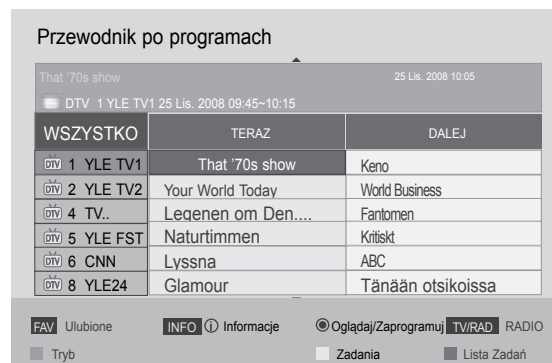 Przewodnik po programach
That '70s show 25 Lis. 2008 10:05
DTV 1 YLE TV1 25 Lis. 2008 09:45~10:15
WSZYSTKO TERAZ DALEJ
DTV 1 YLE TV1 That '70s show Keno
DTV 2 YLE TV2 Your World Today World Business
DTV 4 TV.. Legenen om Den.... Fantomen
DTV 5 YLE FST Naturtimmen Kritiskt
DTV 6 CNN Lyssna ABC
DTV 8 YLE24 Glamour Tänään otsikoissa
FAV Ulubione INFO i Informacje Oglądaj/Zaprogramuj TV/RAD RADIO
Tryb Zadania Lista Zadań